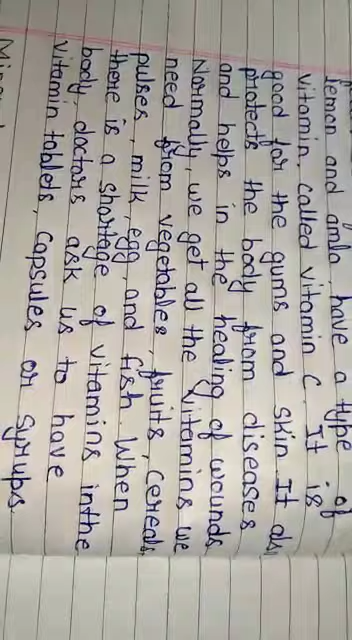 lemon and amla, have a type of
vitamin, called vitamin C. It is
good for the gums and skin. It als
protects the body from diseases
and helps in the healing of wounds
Normally, we get all the vitamins we
need from vegetables, fruits, cereals,
pulses, milk, egg, and fish. When
there is a shortage of vitamins inthe
body, doctors ask us to have
vitamin tablets, capsules or syrups.